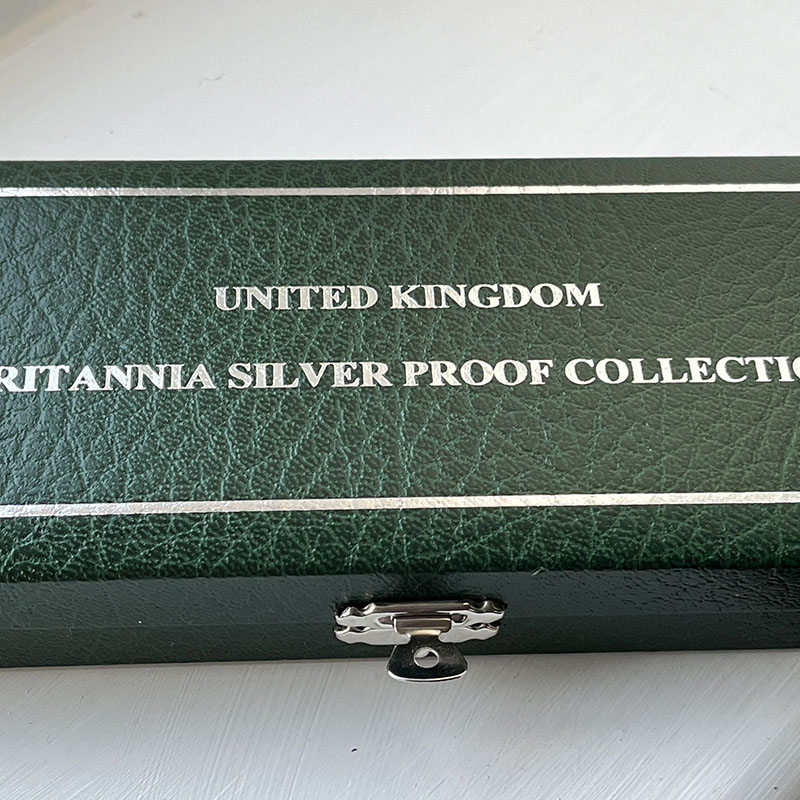 UNITED KINGDOM
RITANNIA SILVER PROOF COLLECTIO